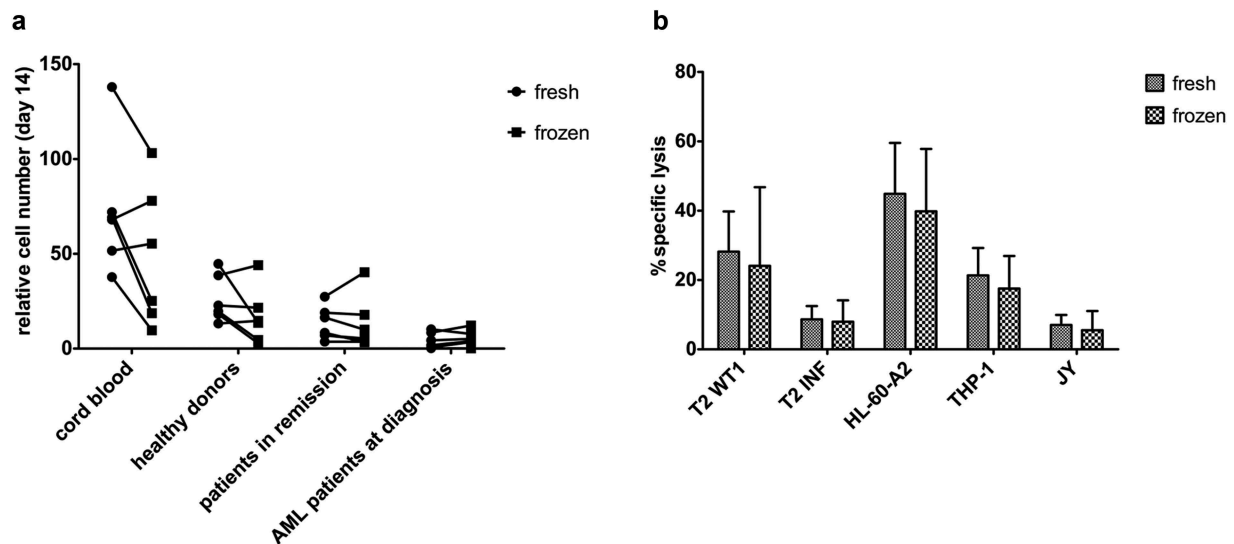 a
relative cell number (day 14)
150
100
50
0
fresh
frozen
cord blood
healthy donors
patients in remission
AML patients at diagnosis
b
%specific lysis
80
60
40
20
0
fresh
frozen
T2 WT1
T2 INF
HL-60-A2
THP-1
JY